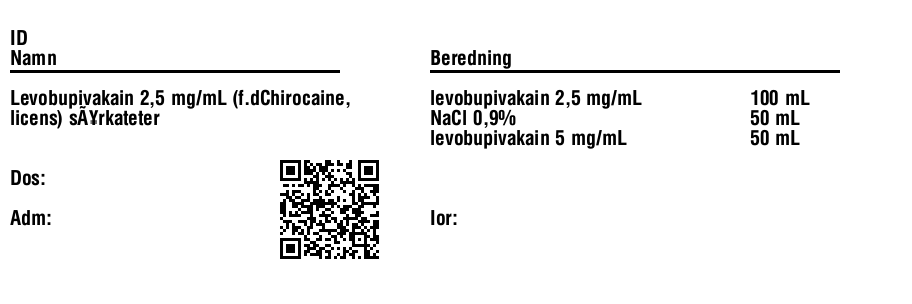 ID
Namn
Beredning
Levobupivakain 2,5 mg/mL (f.dChirocaine,
licens) sÃ¥rkateter
levobupivakain 2,5 mg/mL 100 mL
NaCl 0,9% 50 mL
levobupivakain 5 mg/mL 50 mL
Dos:
Adm:
Ior: